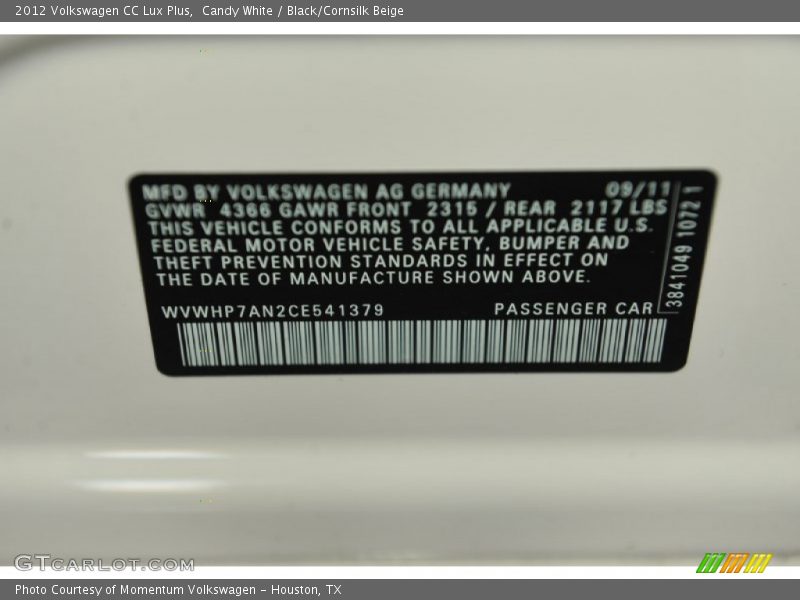 2012 Volkswagen CC Lux Plus, Candy White / Black/Cornsilk Beige
MFD BY VOLKSWAGEN AG GERMANY 09/11
GVWR 4366 GAWR FRONT 2315 / REAR 2117 LBS
THIS VEHICLE CONFORMS TO ALL APPLICABLE U.S.
FEDERAL MOTOR VEHICLE SAFETY, BUMPER AND
THEFT PREVENTION STANDARDS IN EFFECT ON
THE DATE OF MANUFACTURE SHOWN ABOVE.
WVWHP7AN2CE541379 PASSENGER CAR
3841049 1072 1
GTCARLOT.COM
Photo Courtesy of Momentum Volkswagen - Houston, TX